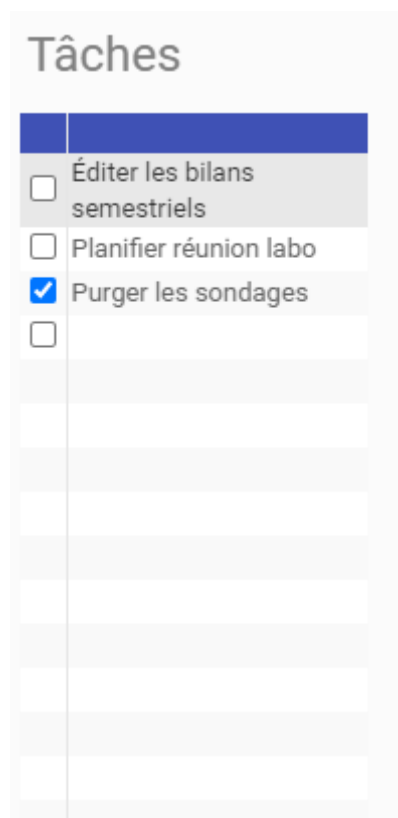 Tâches
Éditer les bilans
semestriels
Planifier réunion labo
Purger les sondages